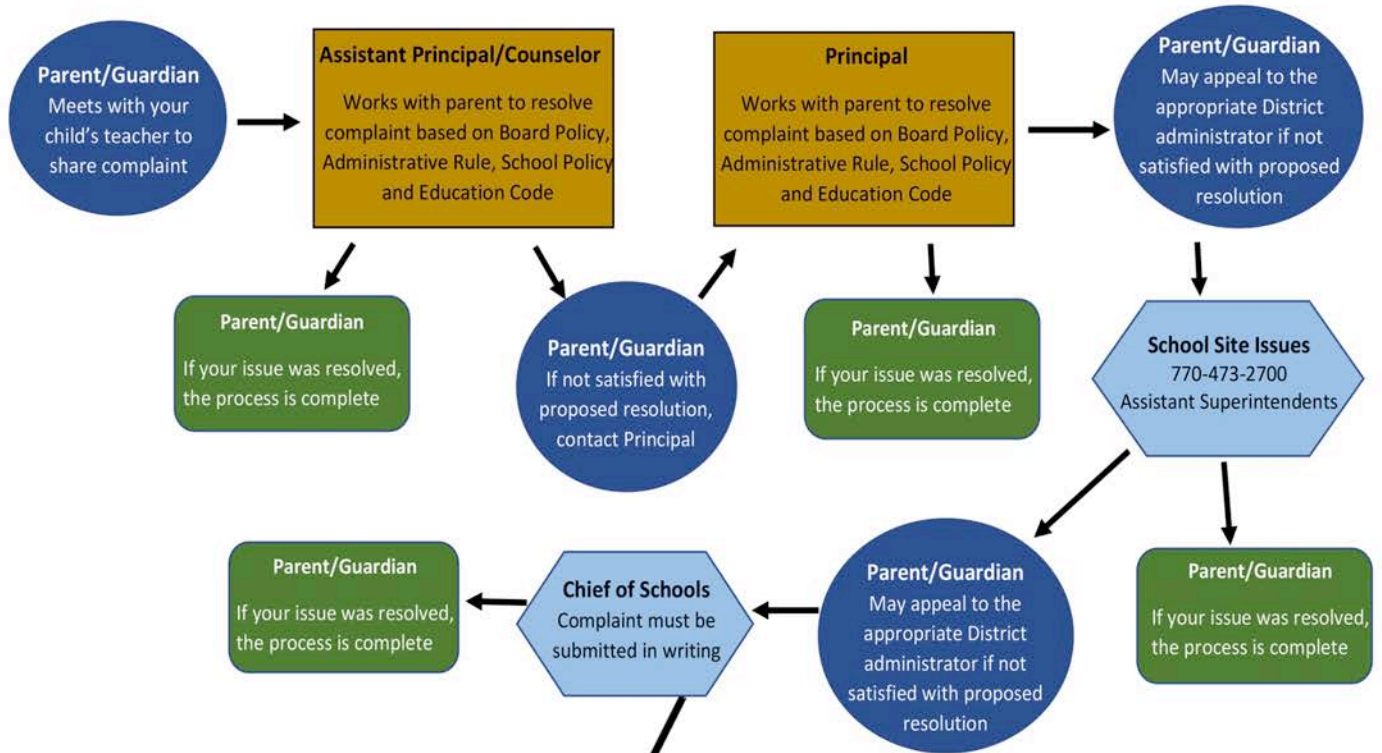 Parent/Guardian
Meets with your
child's teacher to
share complaint
Assistant Principal/Counselor
Works with parent to resolve
complaint based on Board Policy,
Administrative Rule, School Policy
and Education Code
Parent/Guardian
If your issue was resolved,
the process is complete
Parent/Guardian
If not satisfied with
proposed resolution,
contact Principal
Principal
Works with parent to resolve
complaint based on Board Policy,
Administrative Rule, School Policy
and Education Code
Parent/Guardian
If your issue was resolved,
the process is complete
Parent/Guardian
May appeal to the
appropriate District
administrator if not
satisfied with proposed
resolution
School Site Issues
770-473-2700
Assistant Superintendents
Parent/Guardian
If your issue was resolved,
the process is complete
Parent/Guardian
May appeal to the
appropriate District
administrator if not
satisfied with proposed
resolution
Chief of Schools
Complaint must be
submitted in writing
Parent/Guardian
If your issue was resolved,
the process is complete